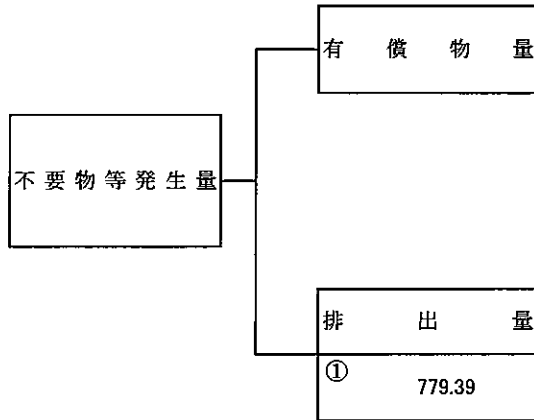 有償物量
不要物等発生量
排出量
①
779.39